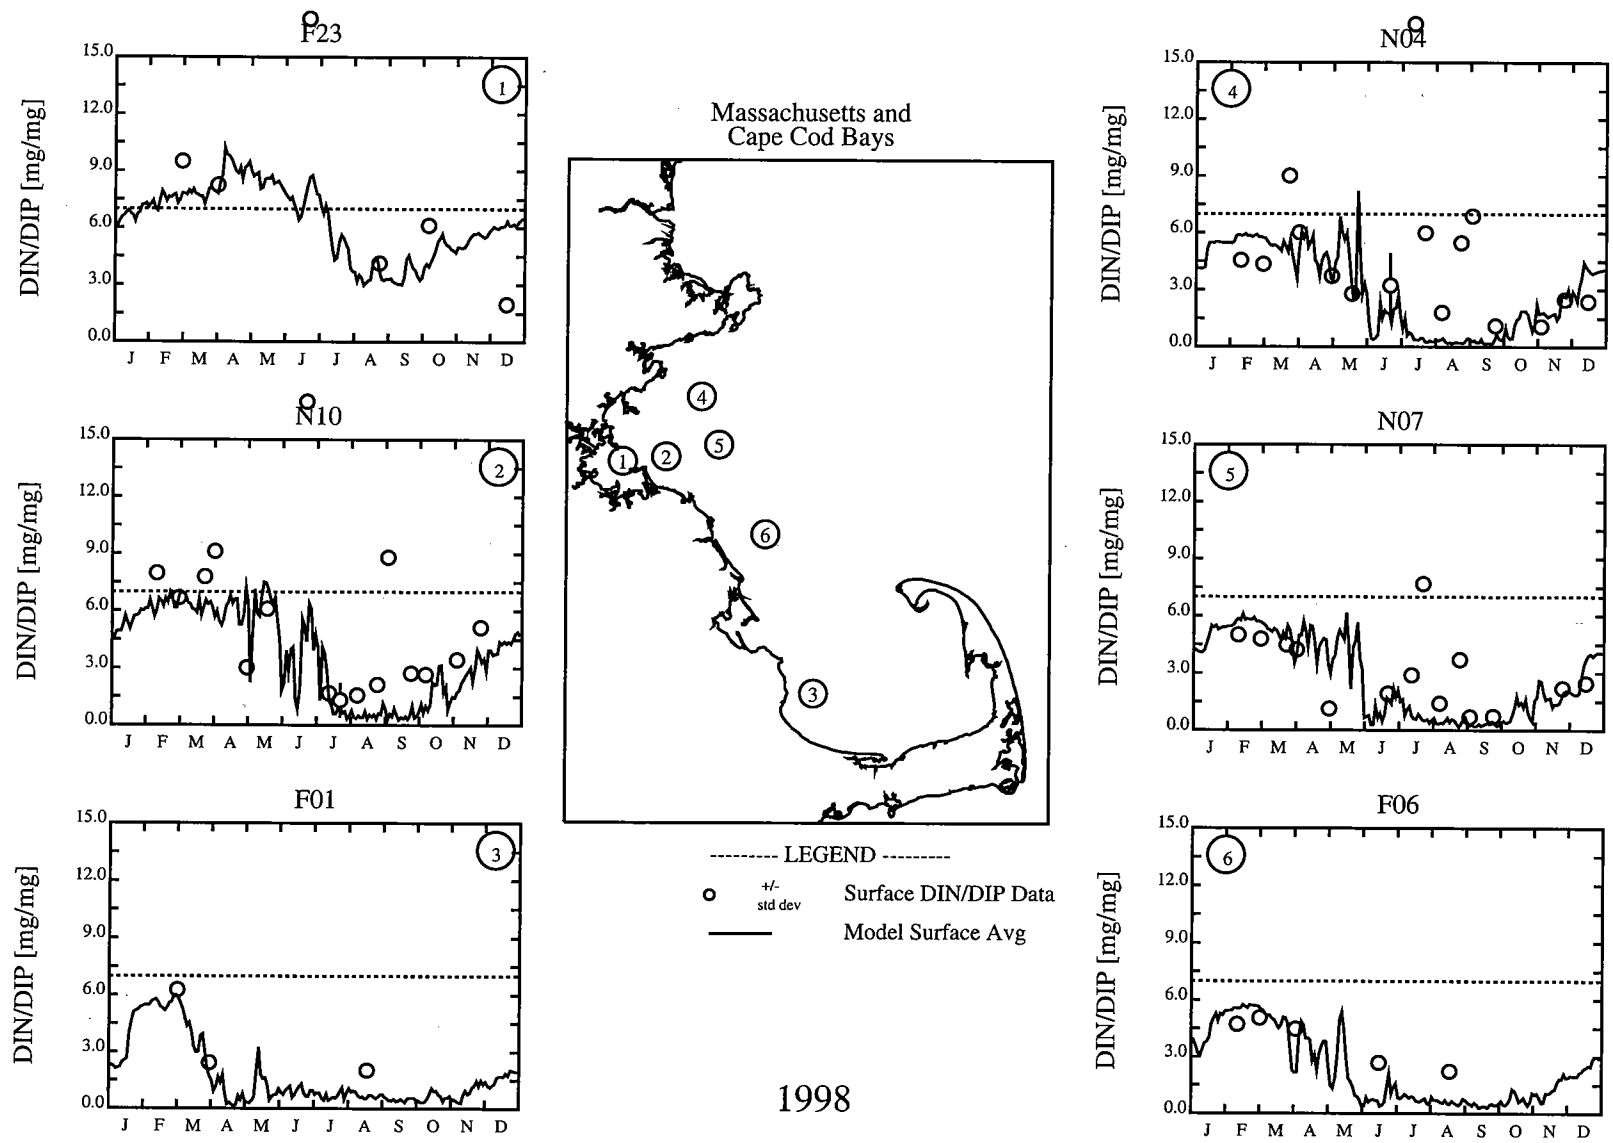 F23
DIN/DIP [mg/mg]
15.0
12.0
9.0
6.0
3.0
0.0
1
J F M A M J J A S O N D
N10
DIN/DIP [mg/mg]
15.0
12.0
9.0
6.0
3.0
0.0
2
J F M A M J J A S O N D
F01
DIN/DIP [mg/mg]
15.0
12.0
9.0
6.0
3.0
0.0
3
J F M A M J J A S O N D
Massachusetts and
Cape Cod Bays
4
5
2
1
6
3
-------- LEGEND --------
+/-
std dev
Surface DIN/DIP Data
Model Surface Avg
1998
N04
DIN/DIP [mg/mg]
15.0
12.0
9.0
6.0
3.0
0.0
4
J F M A M J J A S O N D
N07
DIN/DIP [mg/mg]
15.0
12.0
9.0
6.0
3.0
0.0
5
J F M A M J J A S O N D
F06
DIN/DIP [mg/mg]
15.0
12.0
9.0
6.0
3.0
0.0
6
J F M A M J J A S O N D